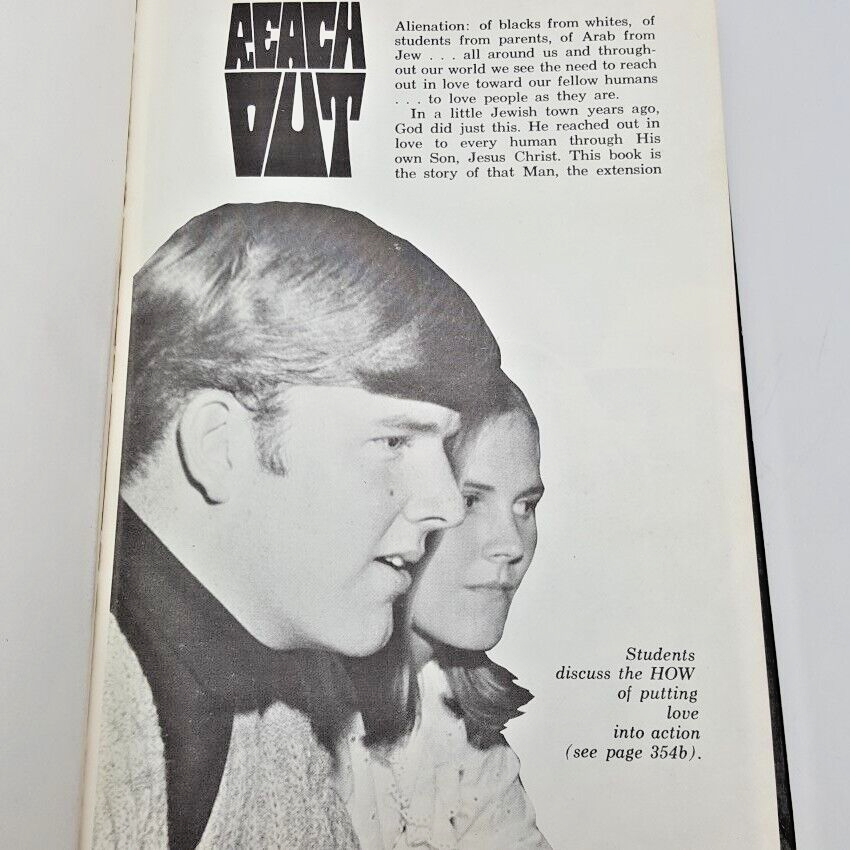 REACH
OUT
Alienation: of blacks from whites, of
students from parents, of Arab from
Jew . . . all around us and through-
out our world we see the need to reach
out in love toward our fellow humans
. . . to love people as they are.
In a little Jewish town years ago,
God did just this. He reached out in
love to every human through His
own Son, Jesus Christ. This book is
the story of that Man, the extension
Students
discuss the HOW
of putting
love
into action
(see page 354b).